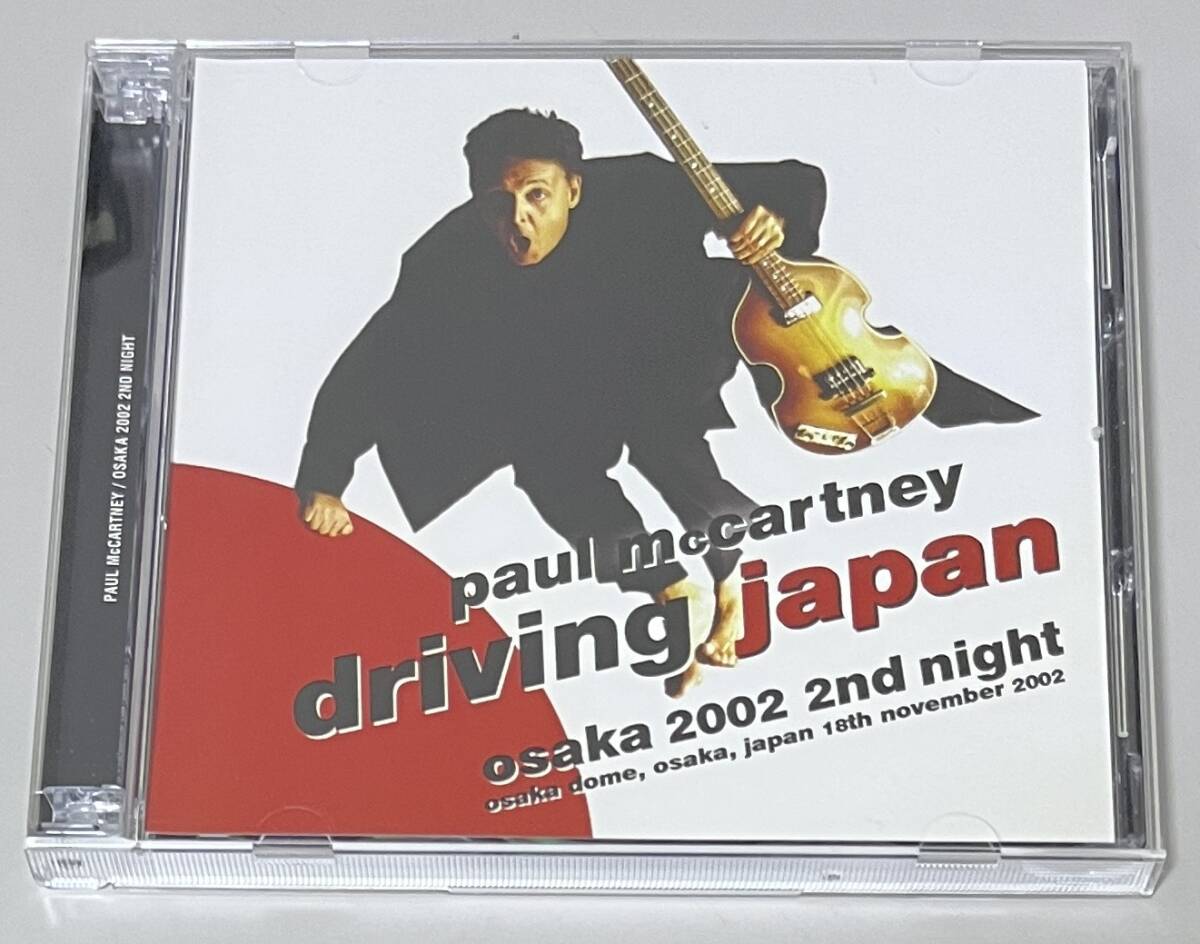 PAUL McCARTNEY / OSAKA 2002 2ND NIGHT
paul mccartney
driving japan
osaka 2002 2nd night
osaka dome, osaka, japan 18th november 2002